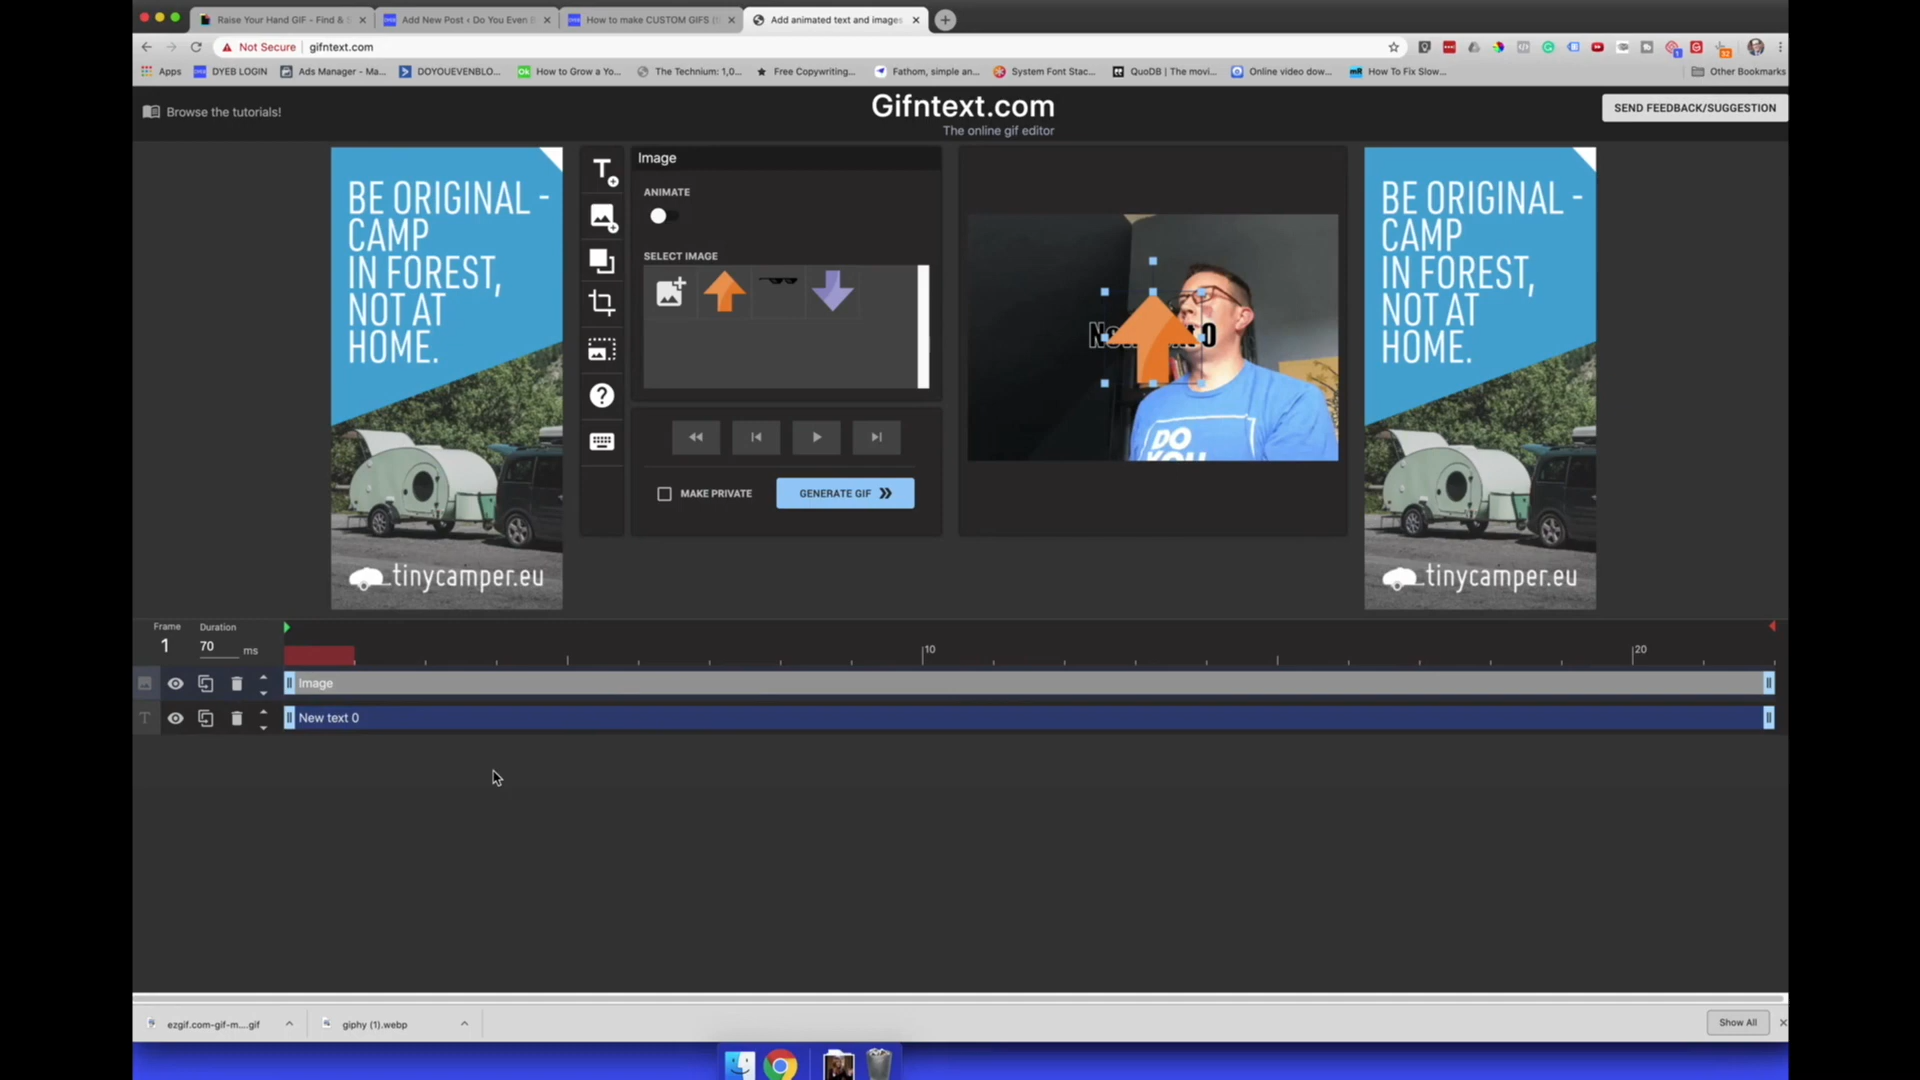 Raise Your Hand GIF - Find & S
Add New Post ‹ Do You Even B
How to make CUSTOM GIFS (S
Add animated text and images
Not Secure
gifntext.com
Apps
DYEB LOGIN
Ads Manager - Ma...
DOYOUEVENBLO...
How to Grow a Yo...
The Technium: 1,0...
Free Copywriting...
Fathom, simple an...
System Font Stac...
QuoDB | The movi...
Online video dow...
How To Fix Slow...
Other Bookmarks
Browse the tutorials!
Gifntext.com
The online gif editor
SEND FEEDBACK/SUGGESTION
BE ORIGINAL -
CAMP
IN FOREST,
NOT AT
HOME.
tinycamper.eu
Image
ANIMATE
SELECT IMAGE
MAKE PRIVATE
GENERATE GIF
DO
YOU
BE ORIGINAL -
CAMP
IN FOREST,
NOT AT
HOME.
tinycamper.eu
Frame
1
Duration
70 ms
10
20
Image
New text 0
ezgif.com-gif-m....gif
giphy (1).webp
Show All